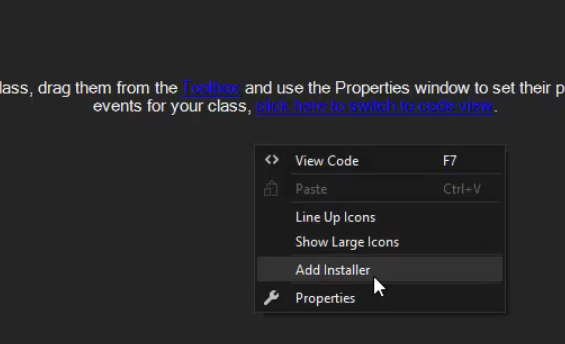 lass, drag them from the Toolbox and use the Properties window to set their p
events for your class, click here to switch to code view.
View Code F7
Paste Ctrl+V
Line Up Icons
Show Large Icons
Add Installer
Properties